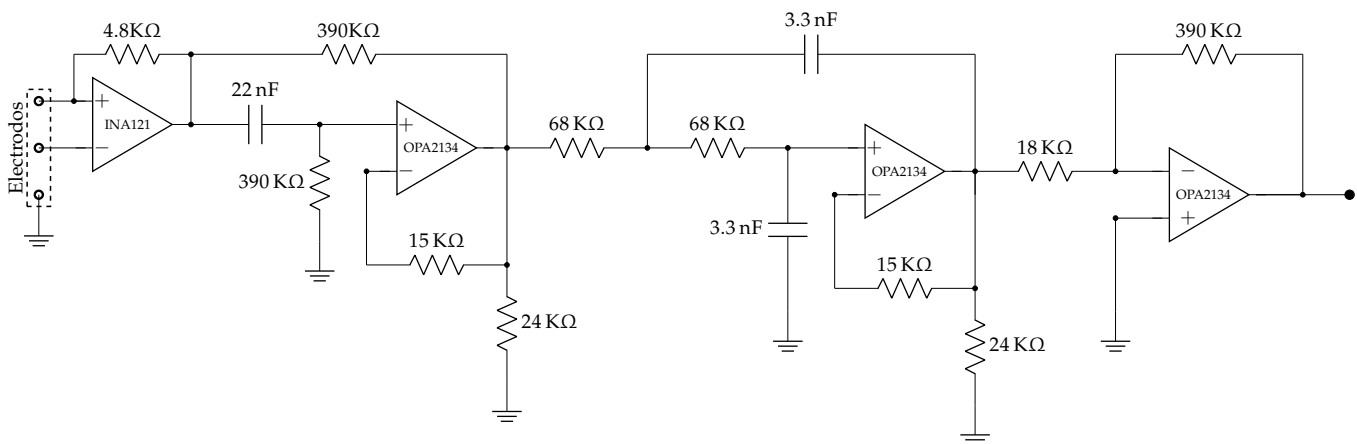 4.8KΩ
390KΩ
3.3 nF
390 KΩ
22 nF
Electrodos
+
−
INA121
390 KΩ
+
−
OPA2134
15 KΩ
24 KΩ
68 KΩ
68 KΩ
3.3 nF
+
−
OPA2134
15 KΩ
24 KΩ
18 KΩ
−
+
OPA2134